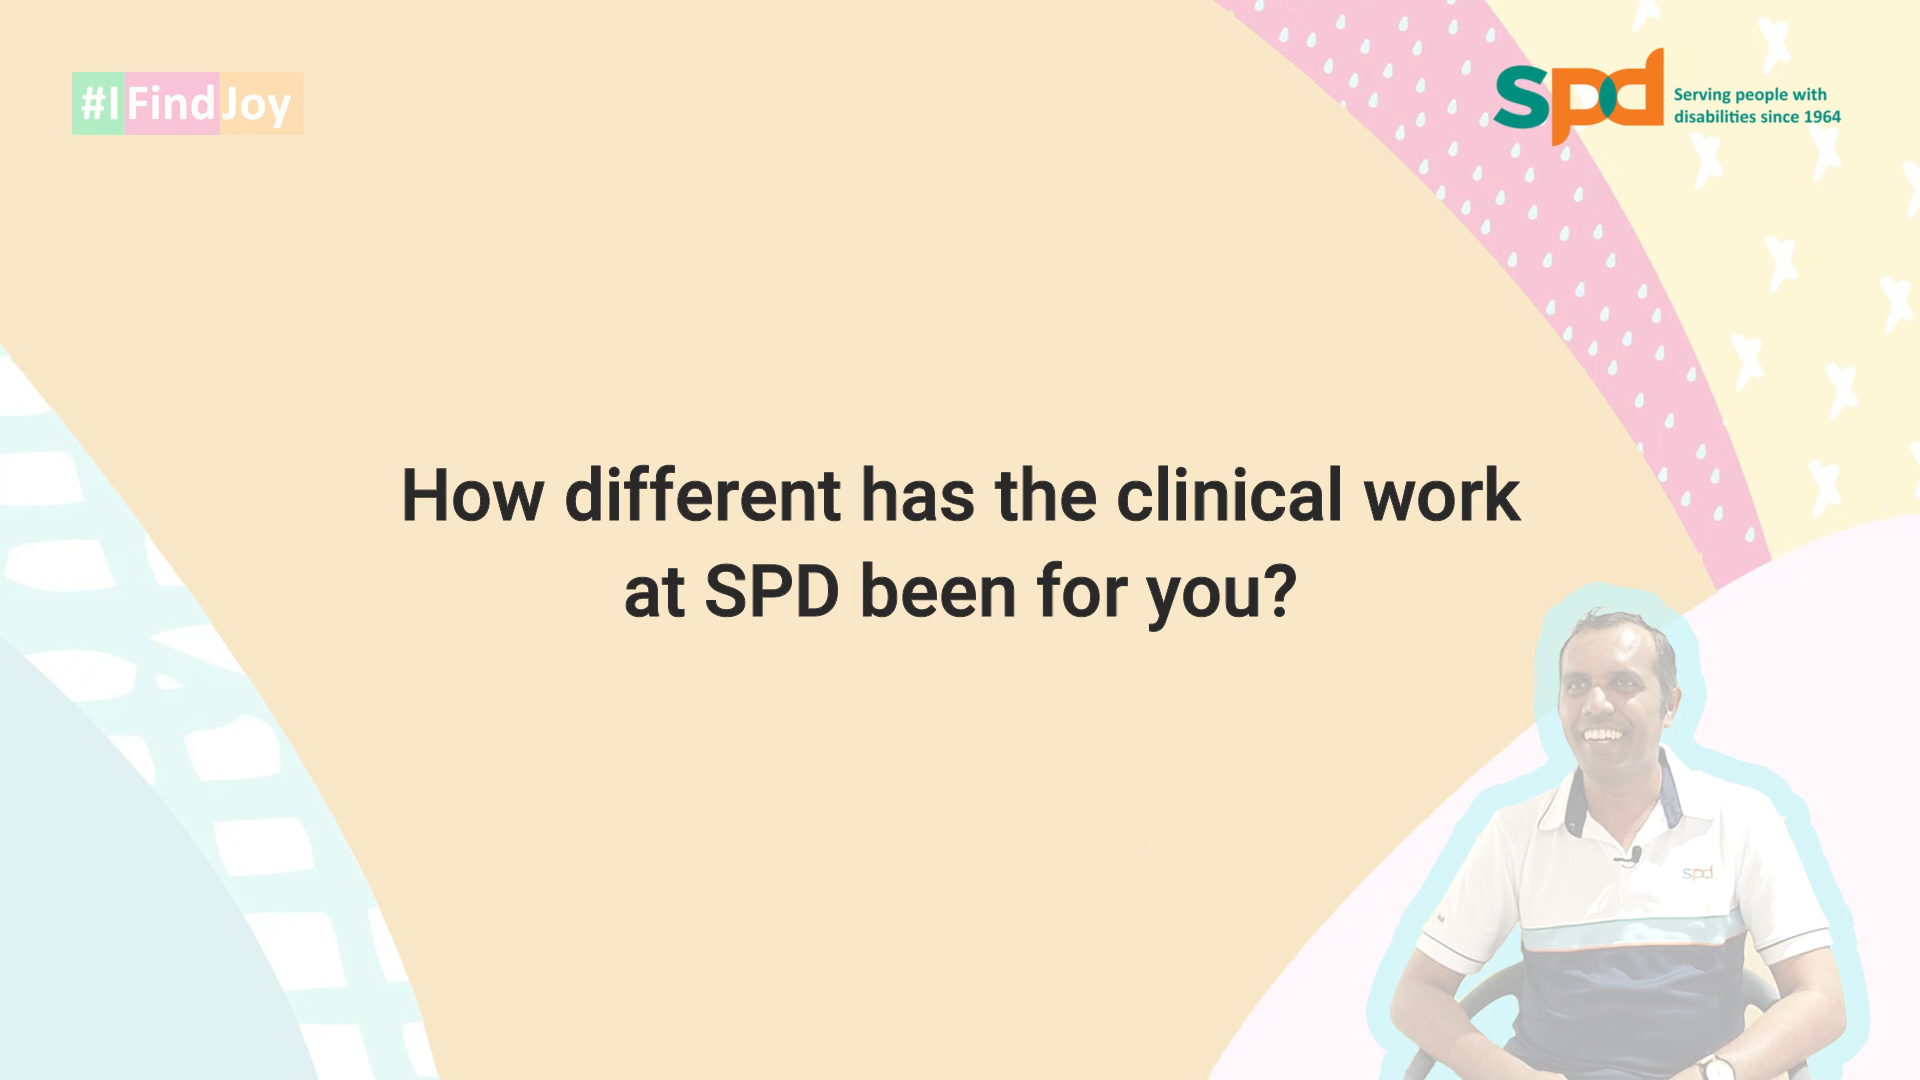 #IFindJoy
spd
Serving people with
disabilities since 1964
How different has the clinical work
at SPD been for you?
spd